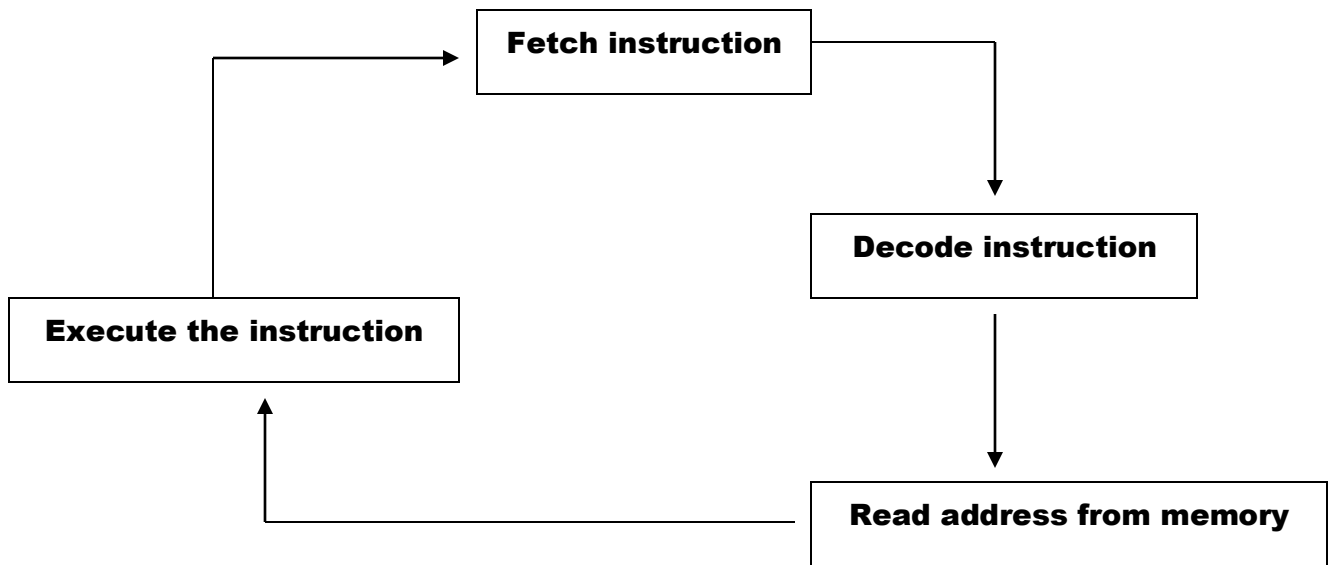 Fetch instruction
Decode instruction
Execute the instruction
Read address from memory